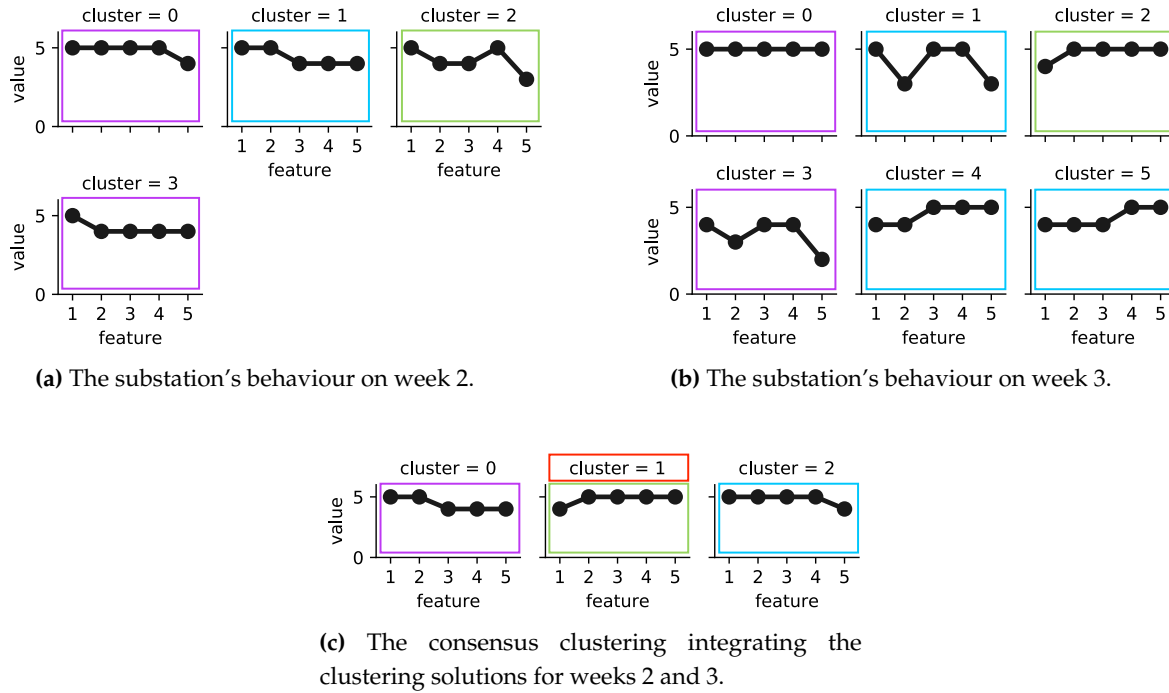 cluster = 0 cluster = 1 cluster = 2
value
5
0
1 2 3 4 5 1 2 3 4 5
feature feature
cluster = 3
value
5
0
1 2 3 4 5
feature
(a) The substation's behaviour on week 2.
cluster = 0 cluster = 1 cluster = 2
value
5
0
cluster = 3 cluster = 4 cluster = 5
value
5
0
1 2 3 4 5 1 2 3 4 5 1 2 3 4 5
feature feature feature
(b) The substation's behaviour on week 3.
cluster = 0 cluster = 1 cluster = 2
value
5
0
1 2 3 4 5 1 2 3 4 5 1 2 3 4 5
feature feature feature
(c) The consensus clustering integrating the
clustering solutions for weeks 2 and 3.